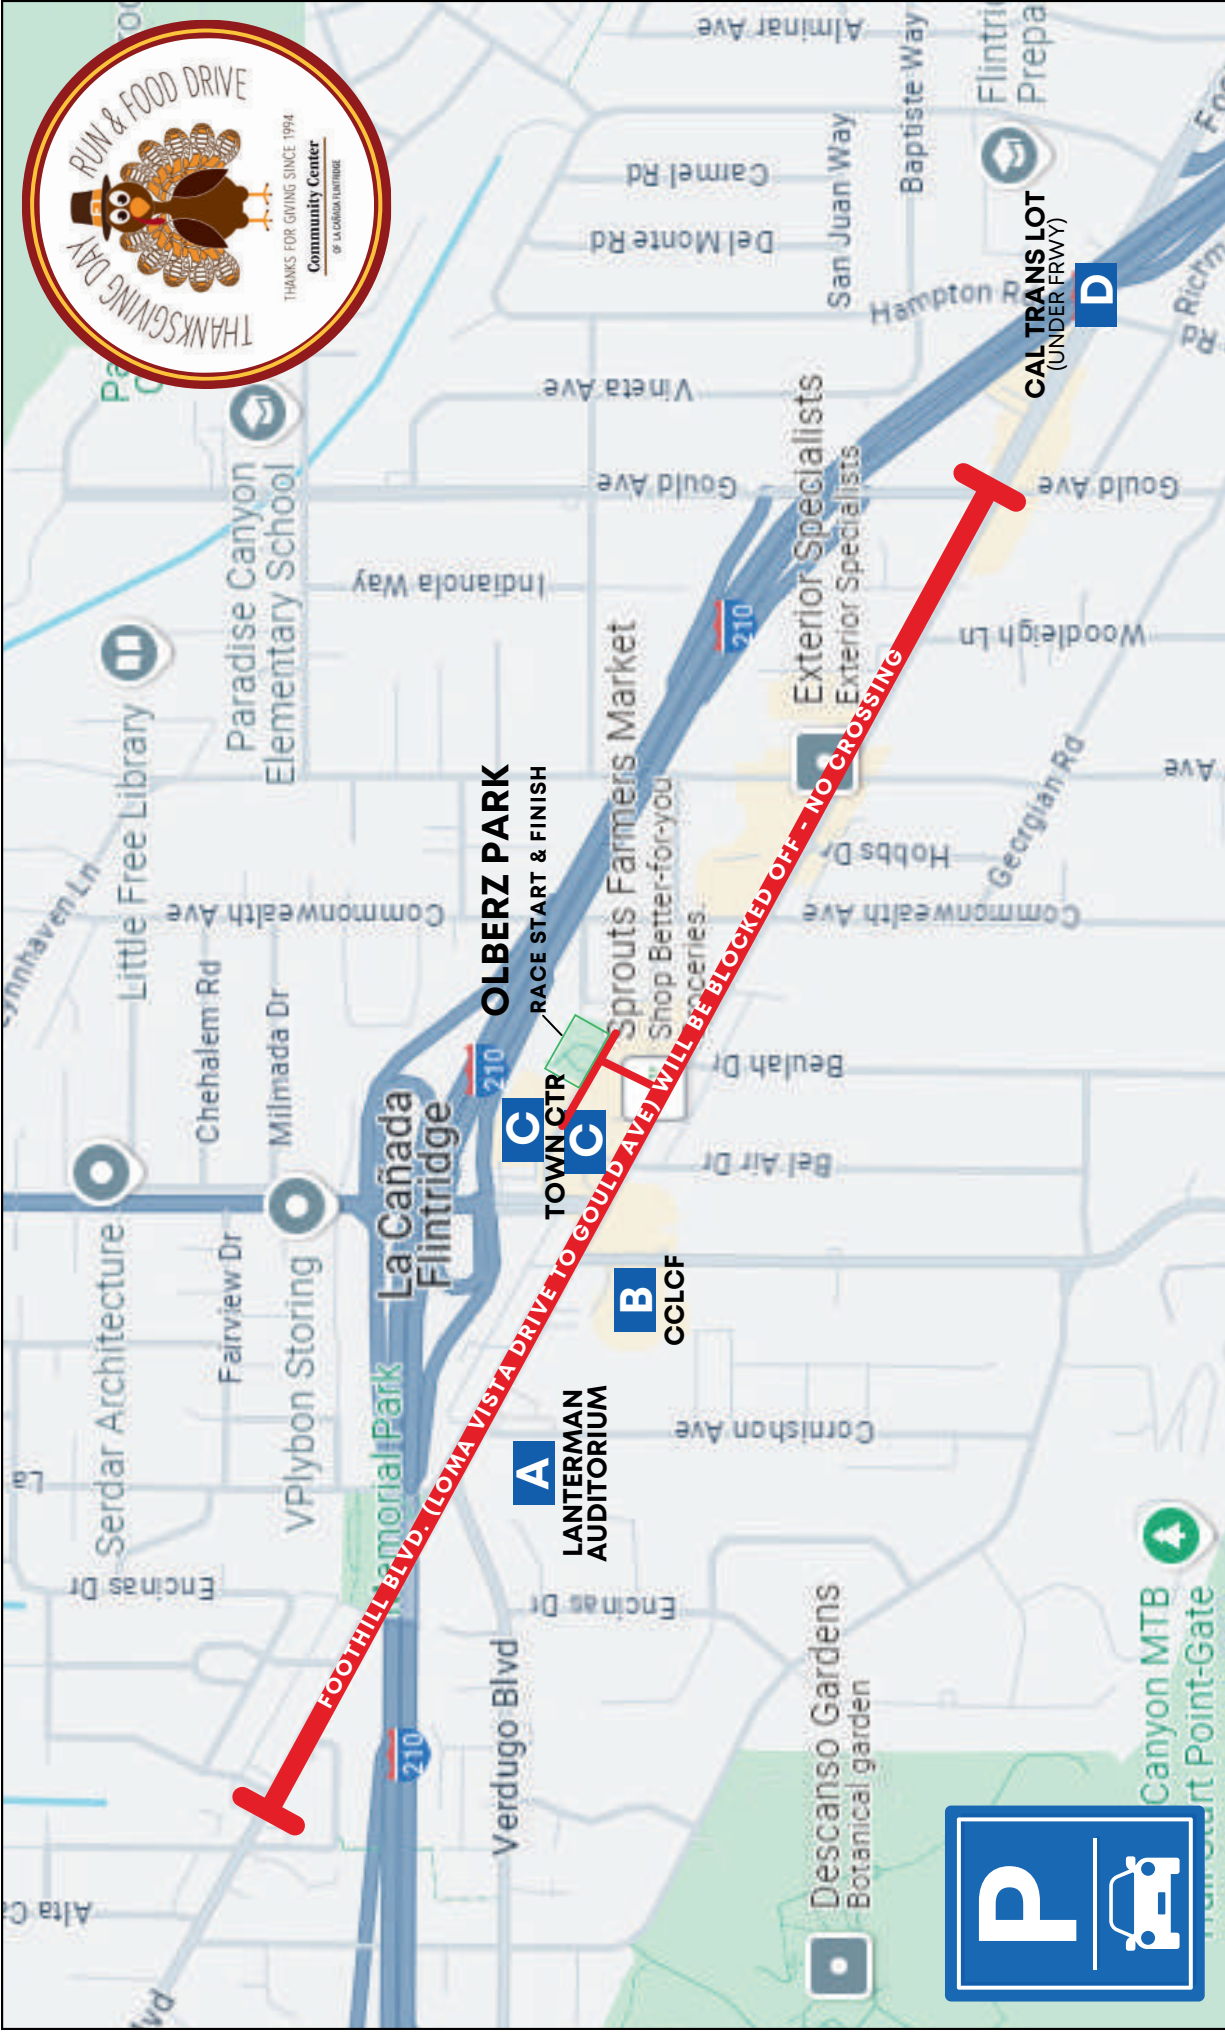 THANKSGIVING DAY
RUN & FOOD DRIVE
THANKS FOR GIVING SINCE 1994
Community Center
OF LA CAÑADA FLINTRIDGE
Alta
Encinas Dr
La
Serdar Architecture
Fairview Dr
VPlybon Storing
Chehalem Rd
Milmada Dr
Little Free Library
Paradise Canyon
Elementary School
Commonwealth Ave
Indianola Way
Gould Ave
Vineta Ave
Alminar Ave
Carmel Rd
Del Monte Rd
San Juan Way
Baptiste Way
Hampton
La Cañada
Flintridge
Memorial Park
210
210
210
Verdugo Blvd
OLBERZ PARK
RACE START & FINISH
Sprouts Farmers Market
Shop Better-for-you
Exterior Specialists
Exterior Specialists
C
TOWN CTR
C
FOOTHILL BLVD. (LOMA VISTA DRIVE TO GOULD AVE) WILL BE BLOCKED OFF - NO CROSSING
A
LANTERMAN
AUDITORIUM
B
CCLCF
CAL TRANS LOT
(UNDER FRWY)
D
Encinas Dr
Cornishon Ave
Bel Air Dr
Beulah Dr
Commonwealth Ave
Hobbs Dr
Georgian Rd
Woodleigh Ln
Gould Ave
Ave
Rd
Descanso Gardens
Botanical garden
Canyon MTB
Point-Gate
P